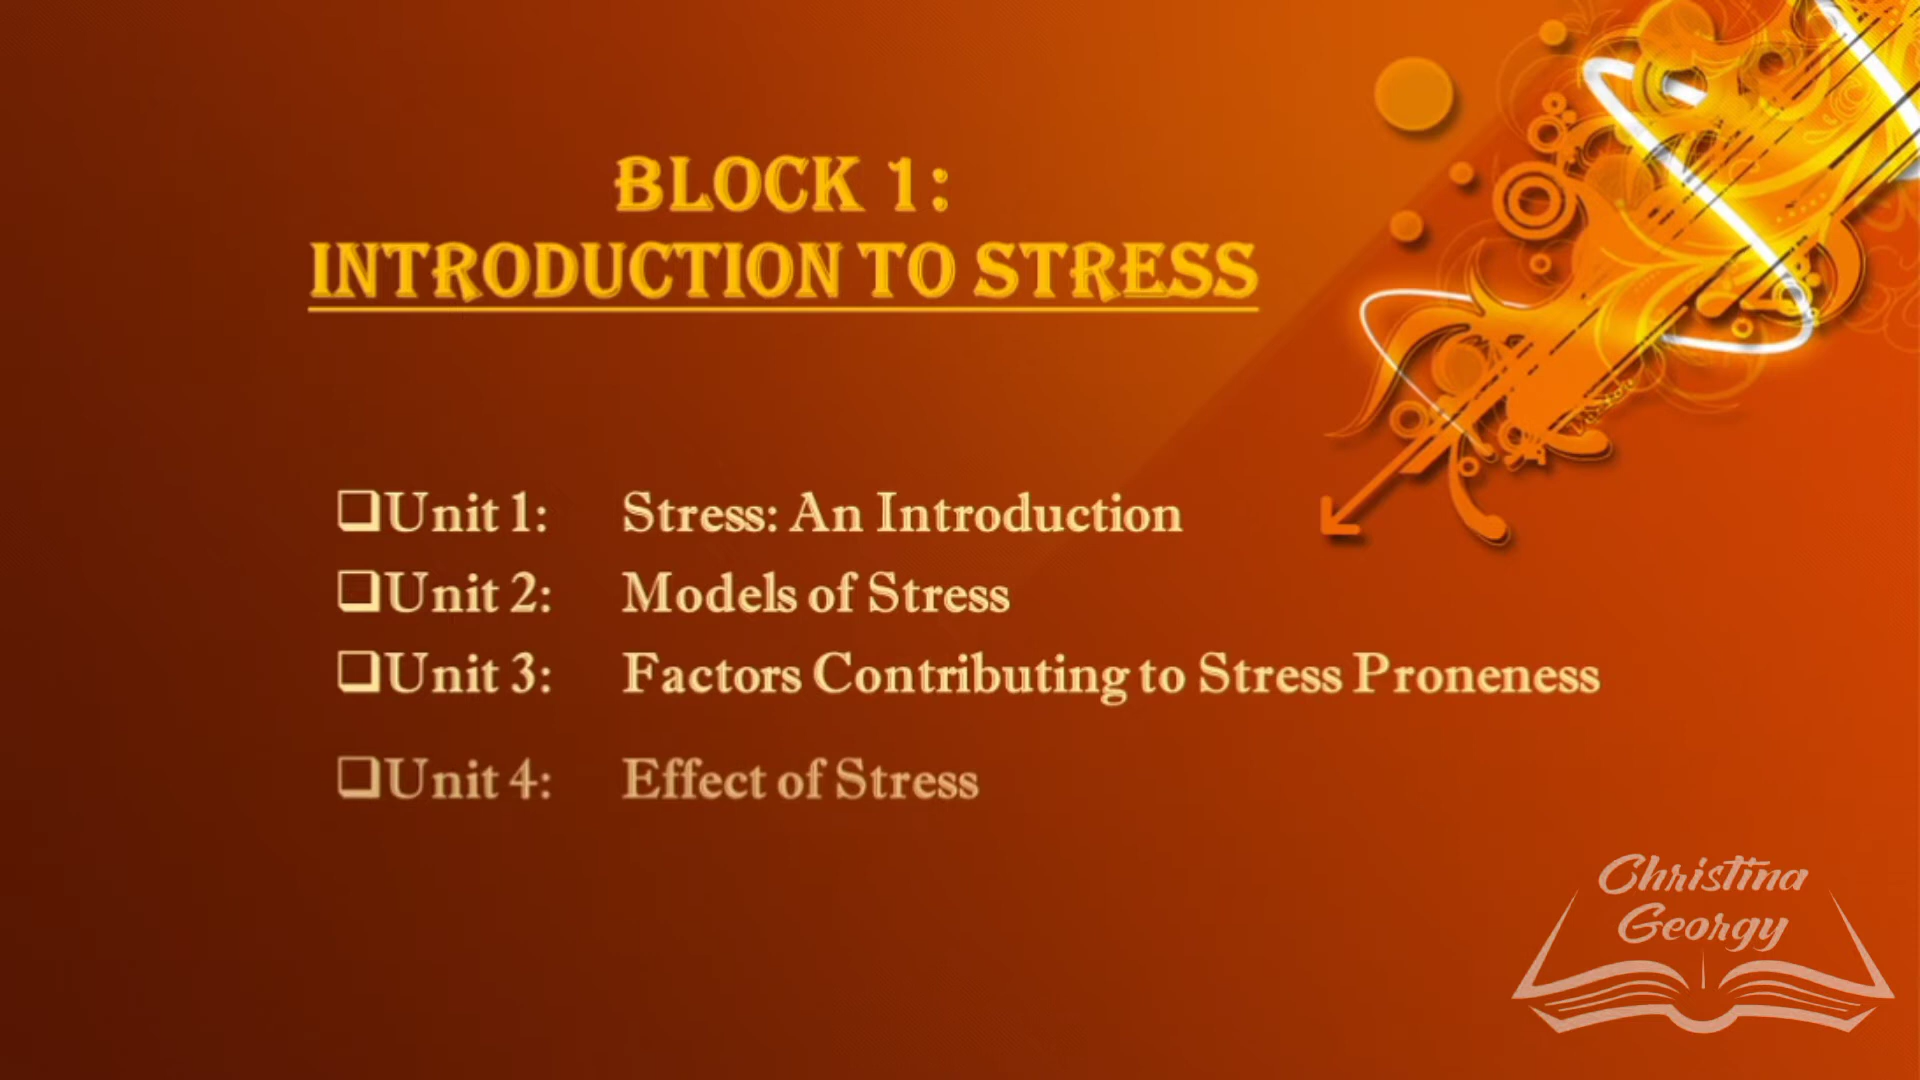 BLOCK 1:
INTRODUCTION TO STRESS
❑Unit 1: Stress: An Introduction
❑Unit 2: Models of Stress
❑Unit 3: Factors Contributing to Stress Proneness
❑Unit 4: Effect of Stress
Christina
Georgy